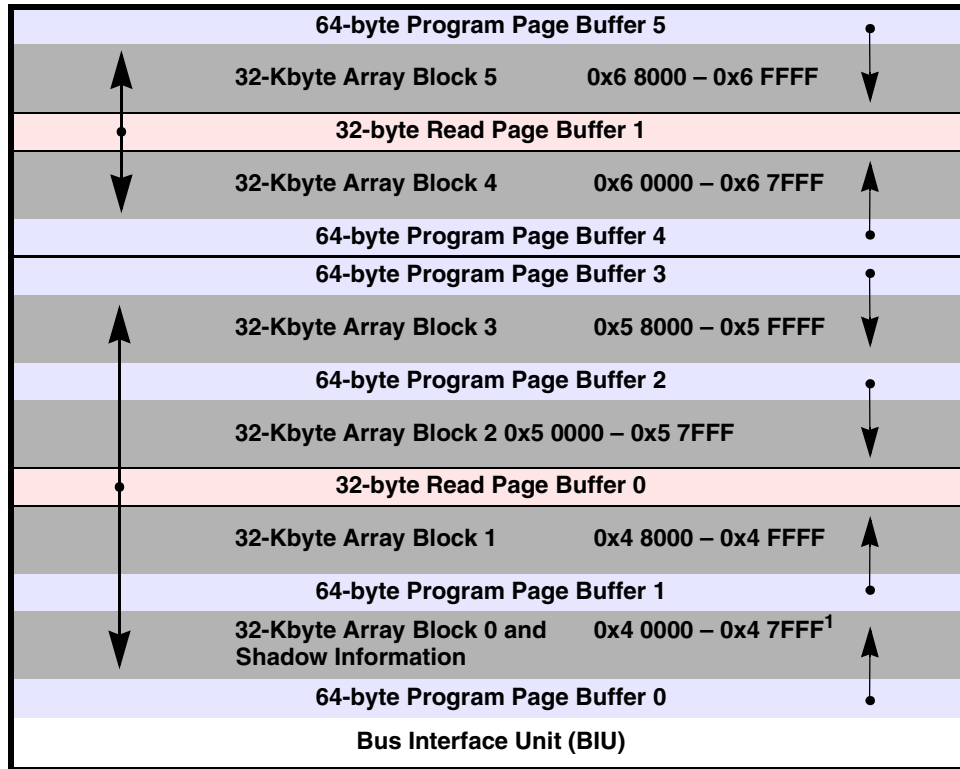 64-byte Program Page Buffer 5
32-Kbyte Array Block 5 0x6 8000 – 0x6 FFFF
32-byte Read Page Buffer 1
32-Kbyte Array Block 4 0x6 0000 – 0x6 7FFF
64-byte Program Page Buffer 4
64-byte Program Page Buffer 3
32-Kbyte Array Block 3 0x5 8000 – 0x5 FFFF
64-byte Program Page Buffer 2
32-Kbyte Array Block 2 0x5 0000 – 0x5 7FFF
32-byte Read Page Buffer 0
32-Kbyte Array Block 1 0x4 8000 – 0x4 FFFF
64-byte Program Page Buffer 1
32-Kbyte Array Block 0 and 0x4 0000 – 0x4 7FFF¹
Shadow Information
64-byte Program Page Buffer 0
Bus Interface Unit (BIU)